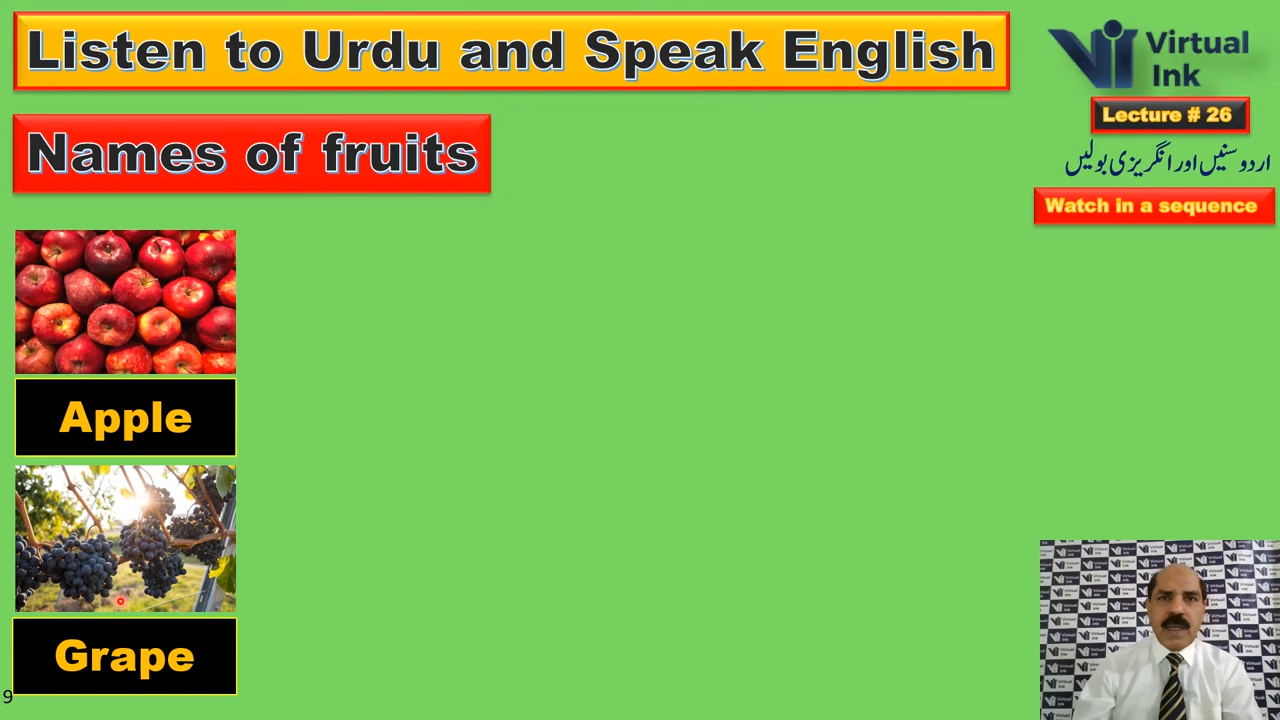 Listen to Urdu and Speak English
Virtual
Ink
Lecture # 26
اردو سنیں اور انگریزی بولیں
Watch in a sequence
Names of fruits
Apple
Grape
9